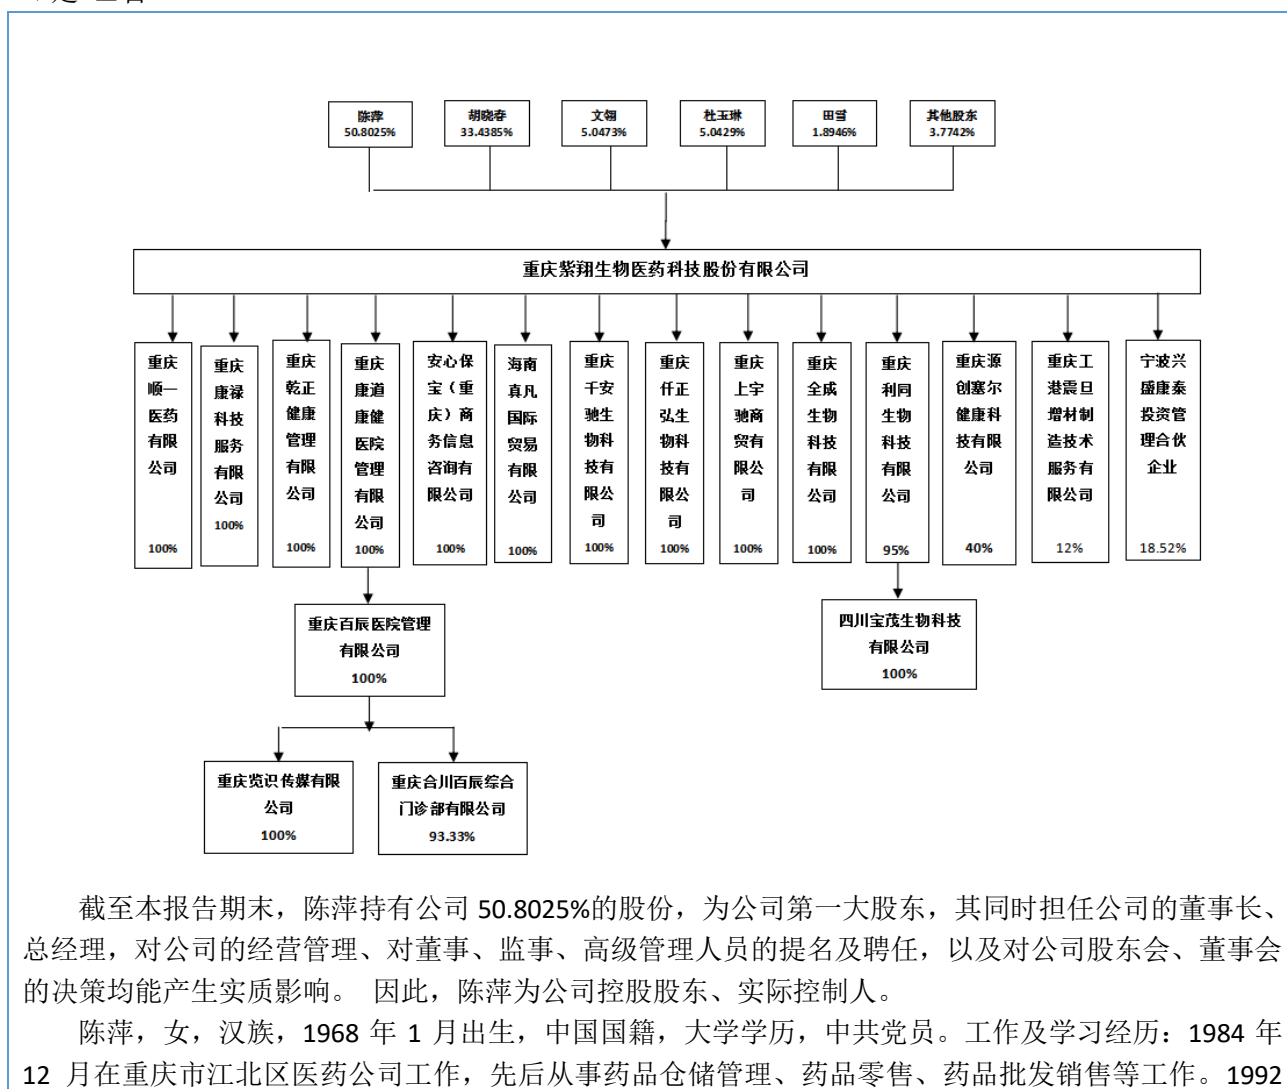 陈萍
50.8025%
胡晓春
33.4385%
文翎
5.0473%
杜玉琳
5.0429%
田雪
1.8946%
其他股东
3.7742%
重庆紫翔生物医药科技股份有限公司
重庆
顺一
医药
有限
公司
100%
重庆
康禄
科技
服务
有限
公司
100%
重庆
乾正
健康
管理
有限
公司
100%
重庆
康道
康健
医院
管理
有限
公司
100%
安心保
宝（重
庆）商
务信息
咨询有
限公司
100%
海南
真凡
国际
贸易
有限
公司
100%
重庆
千安
驰生
物科
技有
限公
司
100%
重庆
仟正
弘生
物科
技有
限公
司
100%
重庆
上宇
驰商
贸有
限公
司
100%
重庆
全成
生物
科技
有限
公司
100%
重庆
利同
生物
科技
有限
公司
95%
重庆源
创塞尔
健康科
技有限
公司
40%
重庆工
港震旦
增材制
造技术
服务有
限公司
12%
宁波兴
盛康泰
投资管
理合伙
企业
18.52%
重庆百辰医院管理
有限公司
100%
四川宝茂生物科技
有限公司
100%
重庆览识传媒有限
公司
100%
重庆合川百辰综合
门诊部有限公司
93.33%
截至本报告期末，陈萍持有公司 50.8025%的股份，为公司第一大股东，其同时担任公司的董事长、
总经理，对公司的经营管理、对董事、监事、高级管理人员的提名及聘任，以及对公司股东会、董事会
的决策均能产生实质影响。 因此，陈萍为公司控股股东、实际控制人。
陈萍，女，汉族，1968 年 1 月出生，中国国籍，大学学历，中共党员。工作及学习经历：1984 年
12 月在重庆市江北区医药公司工作，先后从事药品仓储管理、药品零售、药品批发销售等工作。1992